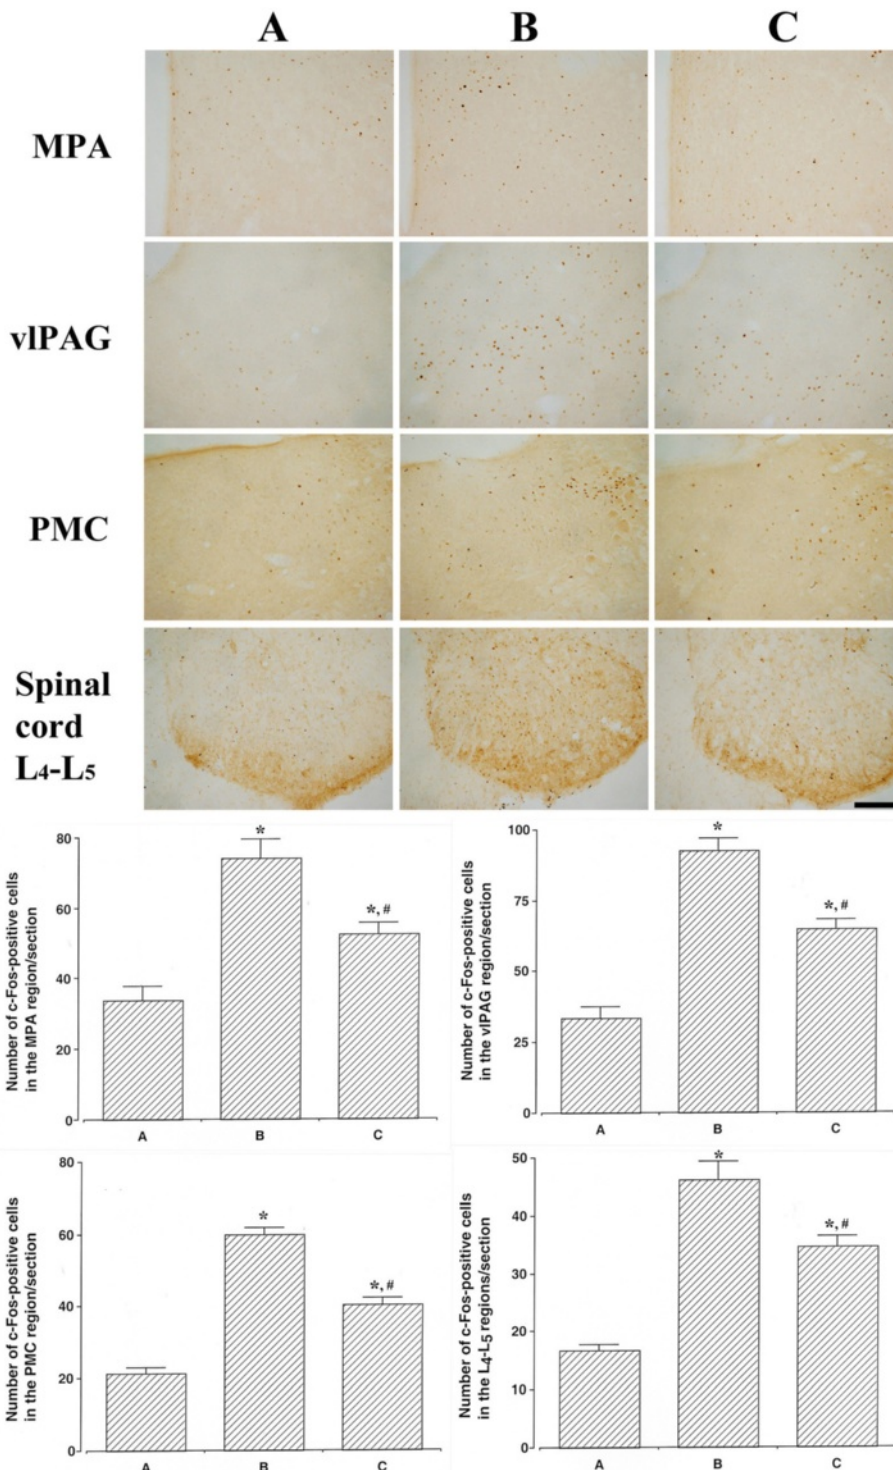 A B C
MPA
vlPAG
PMC
Spinal
cord
L4-L5
Number of c-Fos-positive cells
in the MPA region/section
80
60
40
20
0
*
*, #
A B C
Number of c-Fos-positive cells
in the vlPAG region/section
100
75
50
25
0
*
*, #
A B C
Number of c-Fos-positive cells
in the PMC region/section
80
60
40
20
0
*
*, #
A B C
Number of c-Fos-positive cells
in the L4-L5 regions/section
50
40
30
20
10
0
*
*, #
A B C